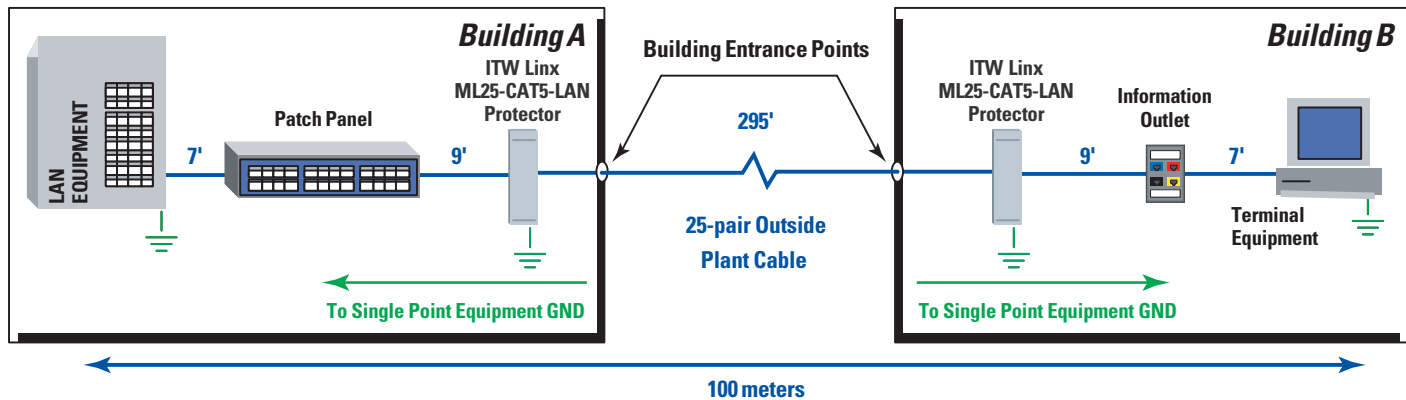 Building A
ITW Linx
ML25-CAT5-LAN
Protector
LAN
EQUIPMENT
7'
Patch Panel
9'
To Single Point Equipment GND
Building Entrance Points
295'
25-pair Outside
Plant Cable
Building B
ITW Linx
ML25-CAT5-LAN
Protector
9'
Information
Outlet
7'
Terminal
Equipment
To Single Point Equipment GND
100 meters